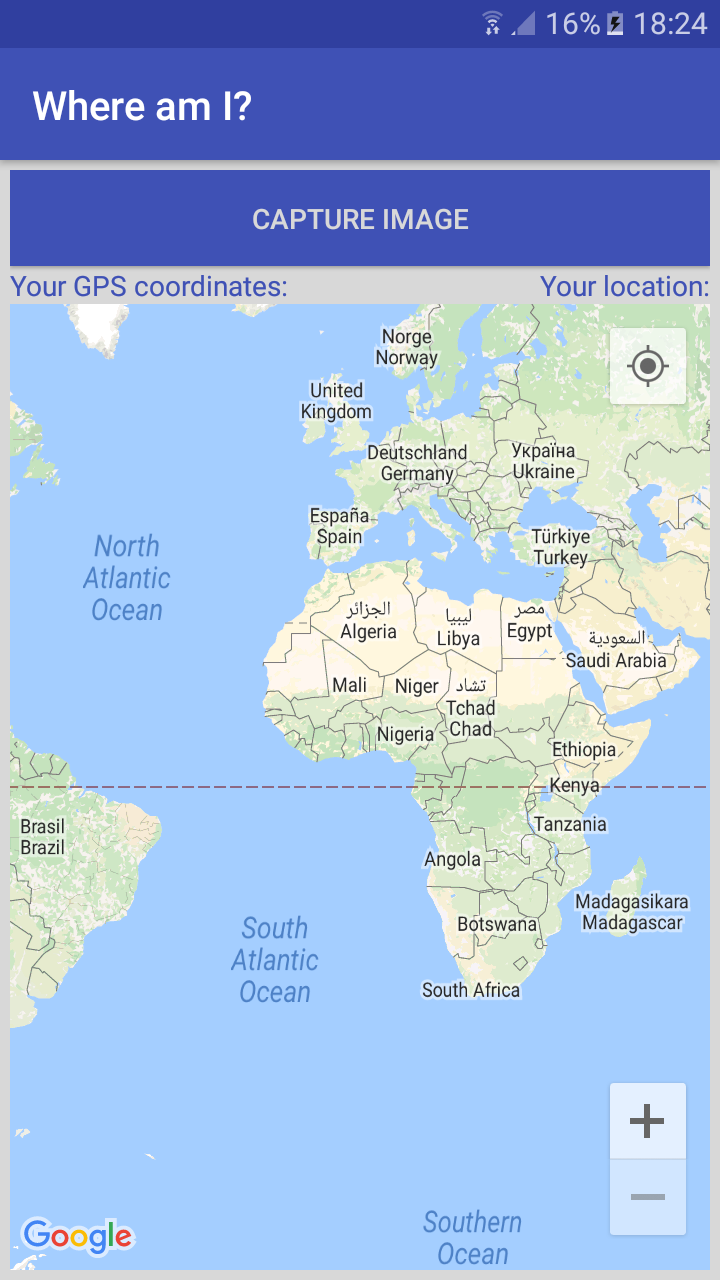 16% 18:24
Where am I?
CAPTURE IMAGE
Your GPS coordinates: Your location:
Norge
Norway
United
Kingdom
Deutschland
Germany
Україна
Ukraine
España
Spain
Türkiye
Turkey
North
Atlantic
Ocean
الجزائر
Algeria
ليبيا
Libya
مصر
Egypt
السعودية
Saudi Arabia
Mali
Niger
تشاد
Tchad
Chad
Nigeria
Ethiopia
Kenya
Brasil
Brazil
Tanzania
Angola
Madagasikara
Madagascar
Botswana
South
Atlantic
Ocean
South Africa
Southern
Ocean
Google